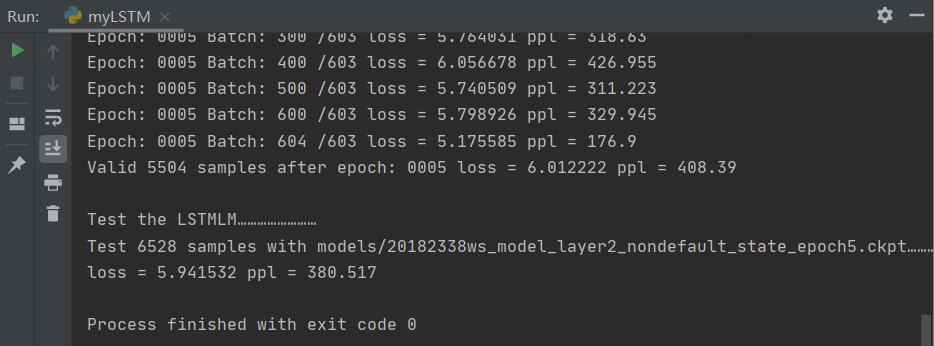 Run: myLSTM
Epoch: 0005 Batch: 300 /603 loss = 5.764031 ppl = 318.63
Epoch: 0005 Batch: 400 /603 loss = 6.056678 ppl = 426.955
Epoch: 0005 Batch: 500 /603 loss = 5.740509 ppl = 311.223
Epoch: 0005 Batch: 600 /603 loss = 5.798926 ppl = 329.945
Epoch: 0005 Batch: 604 /603 loss = 5.175585 ppl = 176.9
Valid 5504 samples after epoch: 0005 loss = 6.012222 ppl = 408.39
Test the LSTMLM……………………
Test 6528 samples with models/20182338ws_model_layer2_nondefault_state_epoch5.ckpt………
loss = 5.941532 ppl = 380.517
Process finished with exit code 0